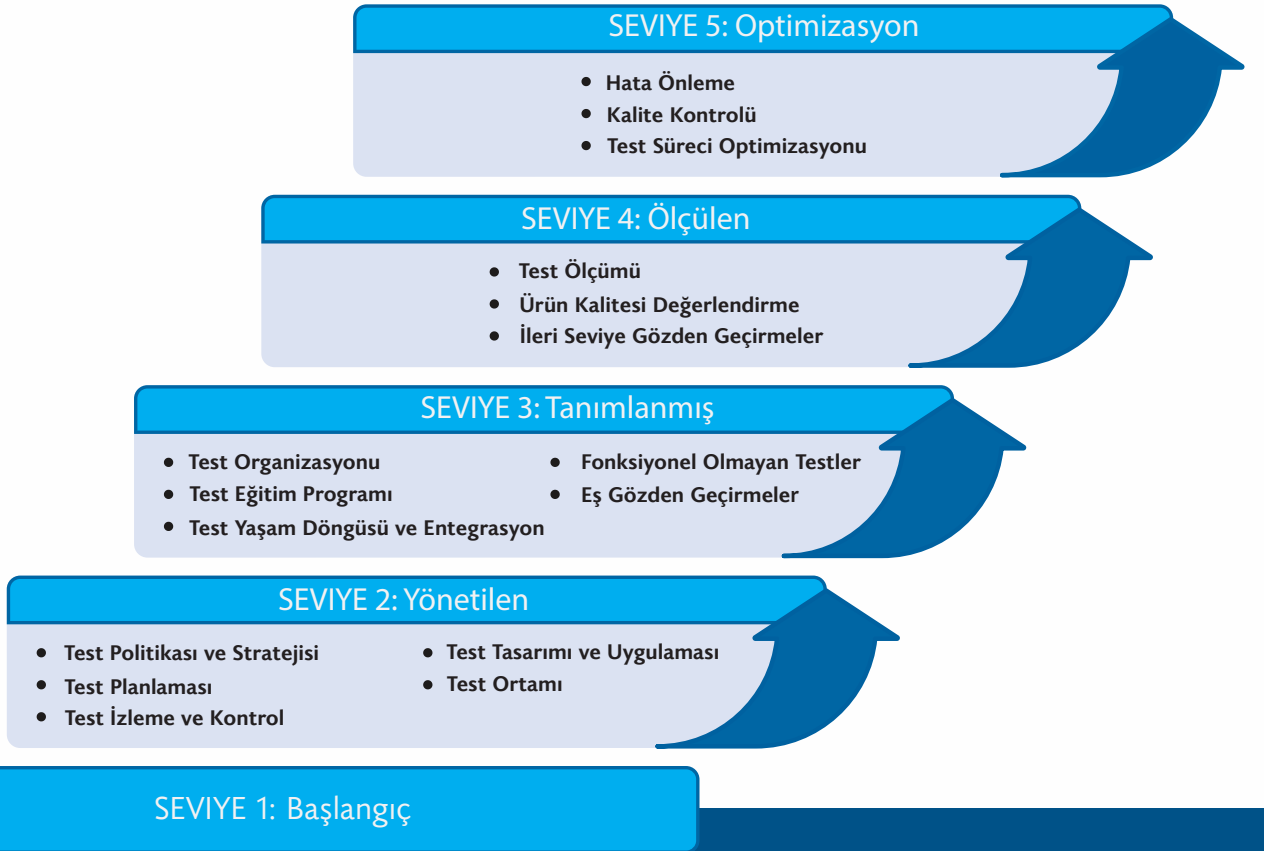 SEVIYE 5: Optimizasyon
• Hata Önleme
• Kalite Kontrolü
• Test Süreci Optimizasyonu
SEVIYE 4: Ölçülen
• Test Ölçümü
• Ürün Kalitesi Değerlendirme
• İleri Seviye Gözden Geçirmeler
SEVIYE 3: Tanımlanmış
• Test Organizasyonu
• Test Eğitim Programı
• Test Yaşam Döngüsü ve Entegrasyon
• Fonksiyonel Olmayan Testler
• Eş Gözden Geçirmeler
SEVIYE 2: Yönetilen
• Test Politikası ve Stratejisi
• Test Planlaması
• Test İzleme ve Kontrol
• Test Tasarımı ve Uygulaması
• Test Ortamı
SEVIYE 1: Başlangıç